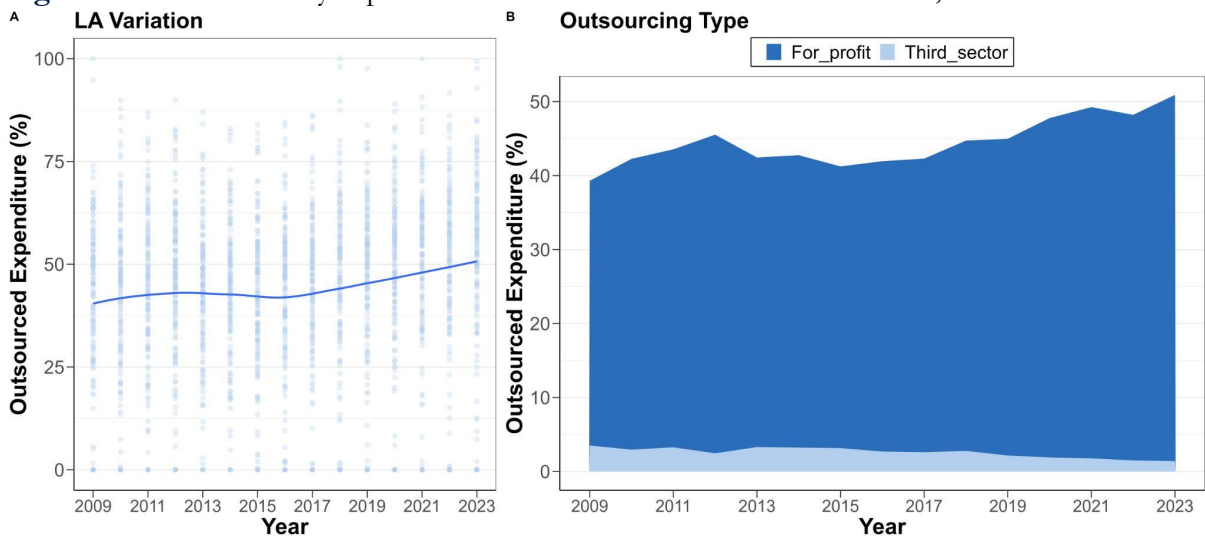 A LA Variation
Outsourced Expenditure (%)
100
75
50
25
0
2009 2011 2013 2015 2017 2019 2021 2023
Year
B Outsourcing Type
For_profit Third_sector
Outsourced Expenditure (%)
50
40
30
20
10
0
2009 2011 2013 2015 2017 2019 2021 2023
Year